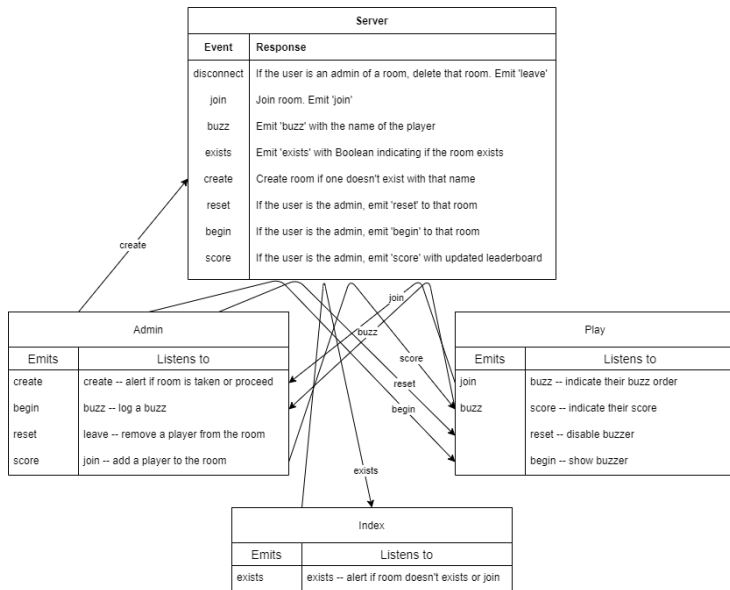 Server
Event Response
disconnect If the user is an admin of a room, delete that room. Emit 'leave'
join Join room. Emit 'join'
buzz Emit 'buzz' with the name of the player
exists Emit 'exists' with Boolean indicating if the room exists
create Create room if one doesn't exist with that name
reset If the user is the admin, emit 'reset' to that room
begin If the user is the admin, emit 'begin' to that room
score If the user is the admin, emit 'score' with updated leaderboard
create
join
buzz
score
reset
begin
exists
Admin
Emits Listens to
create create -- alert if room is taken or proceed
begin buzz -- log a buzz
reset leave -- remove a player from the room
score join -- add a player to the room
Play
Emits Listens to
join buzz -- indicate their buzz order
buzz score -- indicate their score
reset -- disable buzzer
begin -- show buzzer
Index
Emits Listens to
exists exists -- alert if room doesn't exists or join